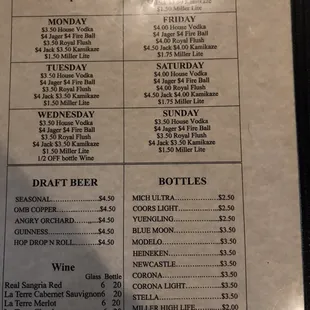 $1.50 Miller Lite
MONDAY
$3.50 House Vodka
$4 Jager $4 Fire Ball
$3.50 Royal Flush
$4 Jack $3.50 Kamikaze
$1.50 Miller Lite
FRIDAY
$4.00 House Vodka
$4 Jager $4 Fire Ball
$4.00 Royal Flush
$4.50 Jack $4.00 Kamikaze
$1.75 Miller Lite
TUESDAY
$3.50 House Vodka
$4 Jager $4 Fire Ball
$3.50 Royal Flush
$4 Jack $3.50 Kamikaze
$1.50 Miller Lite
SATURDAY
$4.00 House Vodka
$4 Jager $4 Fire Ball
$4.00 Royal Flush
$4.50 Jack $4.00 Kamikaze
$1.75 Miller Lite
WEDNESDAY
$3.50 House Vodka
$4 Jager $4 Fire Ball
$3.50 Royal Flush
$4 Jack $3.50 Kamikaze
$1.50 Miller Lite
1/2 OFF bottle Wine
SUNDAY
$3.50 House Vodka
$4 Jager $4 Fire Ball
$3.50 Royal Flush
$4 Jack $3.50 Kamikaze
$1.50 Miller Lite
DRAFT BEER
SEASONAL $4.50
OMB COPPER $4.50
ANGRY ORCHARD $4.50
GUINNESS $4.50
HOP DROP N ROLL $4.50
Wine
Glass Bottle
Real Sangria Red 6 20
La Terre Cabernet Sauvignon 6 20
La Terre Merlot 6 20
BOTTLES
MICH ULTRA $2.50
COORS LIGHT $2.50
YUENGLING $2.50
BLUE MOON $3.50
MODELO $3.50
HEINEKEN $3.50
NEWCASTLE $3.50
CORONA $3.50
CORONA LIGHT $3.50
STELLA $3.50
MILLER HIGH LIFE $2.00